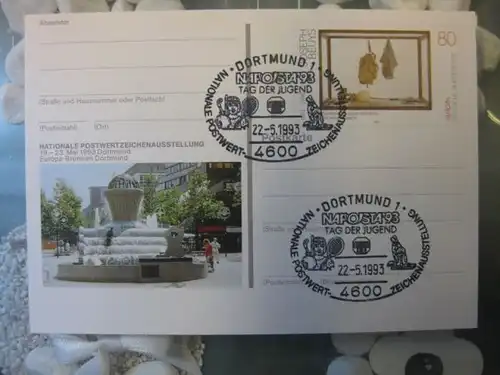 Absender
(Straße und Hausnummer oder Postfach)
(Postleitzahl) (Ort)
NATIONALE POSTWERTZEICHENAUSSTELLUNG
19.–23. Mai 1993 Dortmund
Europa-Brunnen Dortmund
JOSEPH BEUYS
80
DORTMUND 1
NAPOSTA'93
TAG DER JUGEND
22-5.1993
4600
NATIONALE POSTWERT-
ZEICHENAUSSTELLUNG
Postkarte
DORTMUND 1
NAPOSTA'93
TAG DER JUGEND
22-5.1993
4600
NATIONALE POSTWERT-
ZEICHENAUSSTELLUNG